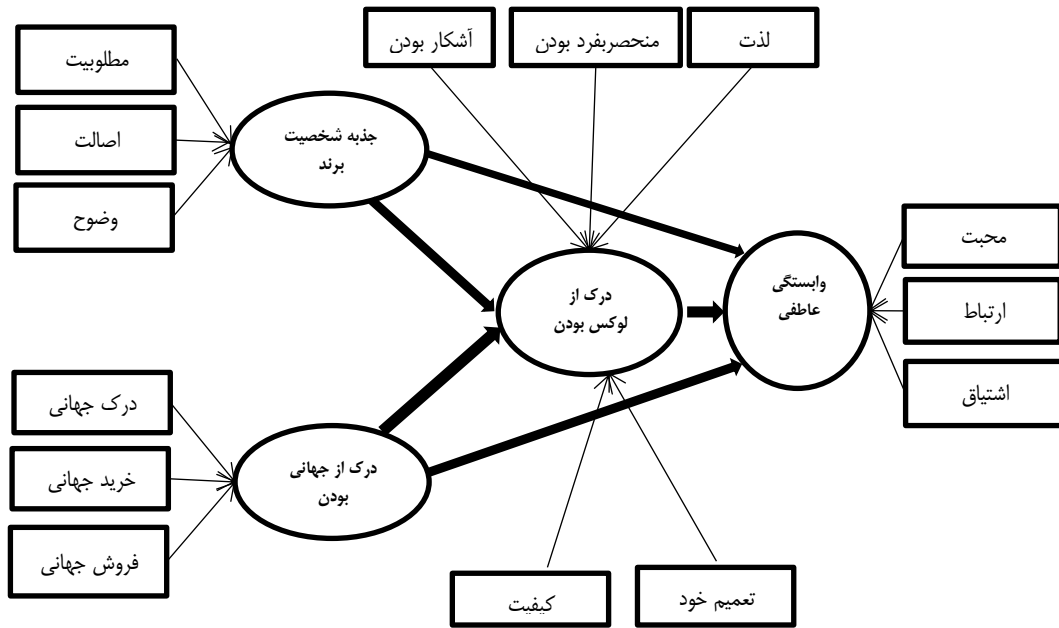 آشکار بودن
منحصربفرد بودن
لذت
مطلوبیت
اصالت
وضوح
جذبه شخصیت
برند
درک از
لوکس بودن
وابستگی
عاطفی
محبت
ارتباط
اشتیاق
درک جهانی
خرید جهانی
فروش جهانی
درک از جهانی
بودن
کیفیت
تعمیم خود